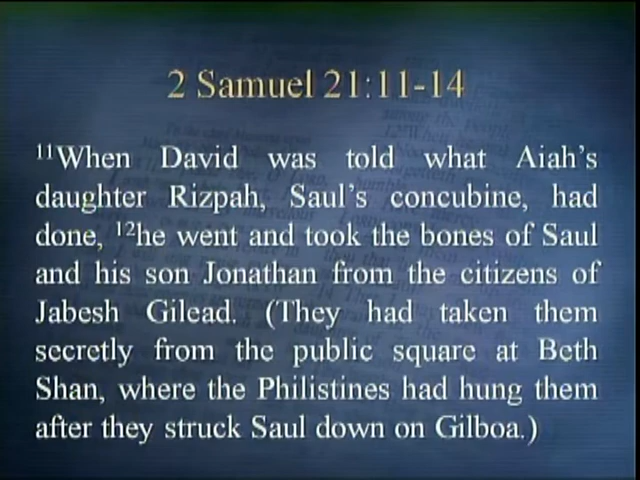 2 Samuel 21:11-14
11When David was told what Aiah's
daughter Rizpah, Saul's concubine, had
done, 12he went and took the bones of Saul
and his son Jonathan from the citizens of
Jabesh Gilead. (They had taken them
secretly from the public square at Beth
Shan, where the Philistines had hung them
after they struck Saul down on Gilboa.)